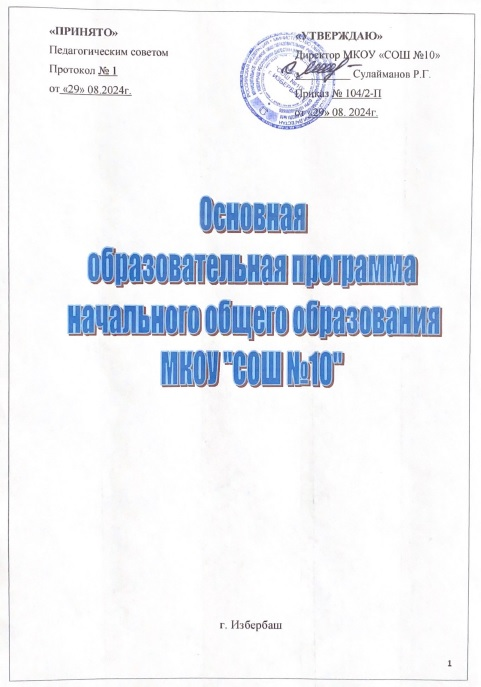 «ПРИНЯТО»
Педагогическим советом
Протокол № 1
от «29» 08.2024г.
«УТВЕРЖДАЮ»
Директор МКОУ «СОШ №10»
Сулайманов Р.Г.
Приказ № 104/2-П
от «29» 08. 2024г.
Основная
образовательная программа
начального общего образования
МКОУ "СОШ №10"
г. Избербаш
1